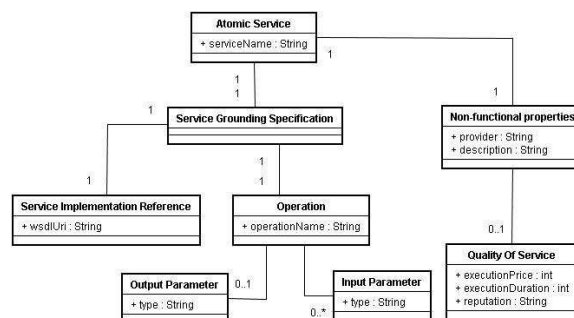 Atomic Service
+ serviceName : String
1
1
1
1
1
Service Grounding Specification
Non-functional properties
+ provider : String
+ description : String
1
1
1
1
Service Implementation Reference
+ wsdlUri : String
Operation
+ operationName : String
0..1
Quality Of Service
+ executionPrice : int
+ executionDuration : int
+ reputation : String
Output Parameter
+ type : String
0..1
Input Parameter
+ type : String
0..*